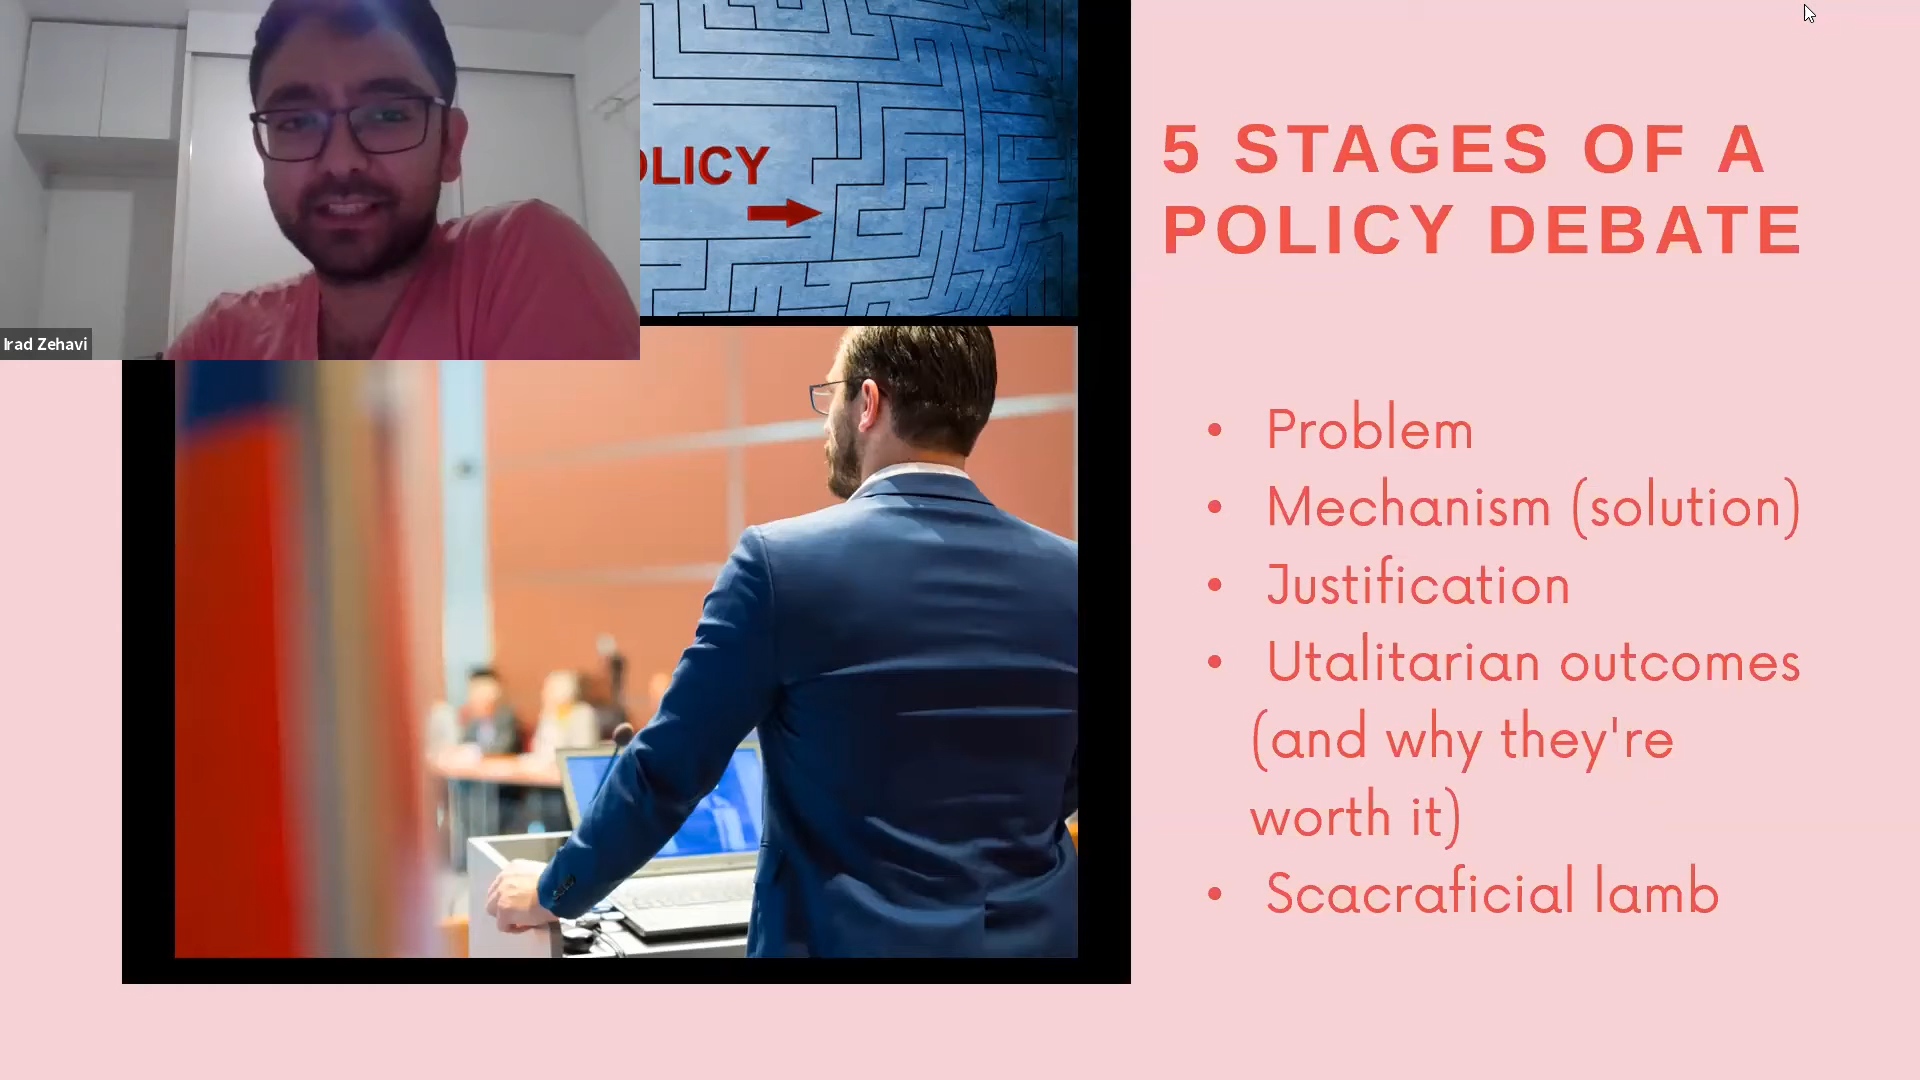 OLICY
Irad Zehavi
5 STAGES OF A
POLICY DEBATE
• Problem
• Mechanism (solution)
• Justification
• Utalitarian outcomes
(and why they're
worth it)
• Scacraficial lamb